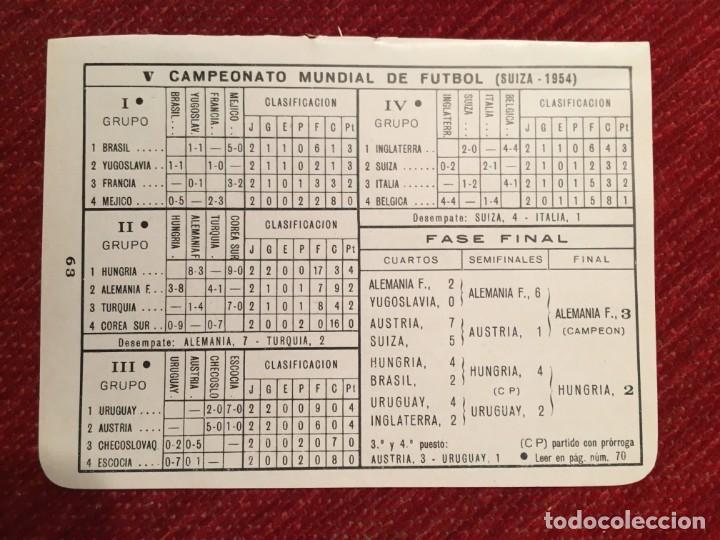 V CAMPEONATO MUNDIAL DE FUTBOL (SUIZA - 1954)
I •
GRUPO
BRASIL...
YUGOSLAV.
FRANCIA..
MEJICO...
CLASIFICACION
J G E P F C Pt
1 BRASIL ..... 1-1 — 5-0 2 1 1 0 6 1 3
2 YUGOSLAVIA 1-1 1-0 — 2 1 1 0 2 1 3
3 FRANCIA .... — 0-1 3-2 2 1 0 1 3 3 2
4 MEJICO ..... 0-5 — 2-3 2 0 0 2 2 8 0
II •
GRUPO
HUNGRIA.
ALEMANIA F
TURQUIA..
COREA SUR
CLASIFICACION
1 HUNGRIA .... 8-3 — 9-0 2 2 0 0 17 3 4
2 ALEMANIA F... 3-8 4-1 — 2 1 0 1 7 9 2
3 TURQUIA .... — 1-4 7-0 2 1 0 1 8 4 2
4 COREA SUR .. 0-9 — 0-7 2 0 0 2 0 16 0
Desempate: ALEMANIA, 7 - TURQUIA, 2
III •
GRUPO
URUGUAY.
AUSTRIA..
CHECOSLO
ESCOCIA..
CLASIFICACION
J G E P F C Pt
1 URUGUAY .... — 2-0 7-0 2 2 0 0 9 0 4
2 AUSTRIA .... — 5-0 1-0 2 2 0 0 6 0 4
3 CHECOSLOVAQ 0-2 0-5 — 2 0 0 2 0 7 0
4 ESCOCIA .... 0-7 0 1 — 2 0 0 2 0 8 0
IV •
GRUPO
INGLATERR.
SUIZA...
ITALIA...
BELGICA..
CLASIFICACION
J G E P F C Pt
1 INGLATERRA.. 2-0 — 4-4 2 1 1 0 6 4 3
2 SUIZA ...... 0-2 2-1 — 2 1 0 1 2 3 2
3 ITALIA ..... — 1-2 4-1 2 1 0 1 5 3 2
4 BELGICA .... 4-4 — 1-4 2 0 1 1 5 8 1
Desempate: SUIZA, 4 - ITALIA, 1
FASE FINAL
CUARTOS SEMIFINALES FINAL
ALEMANIA F., 2
YUGOSLAVIA, 0
AUSTRIA, 7
SUIZA, 5
HUNGRIA, 4
BRASIL, 2
URUGUAY, 4
INGLATERRA, 2
ALEMANIA F., 6
AUSTRIA, 1
HUNGRIA, 4
(C P)
URUGUAY, 2
ALEMANIA F., 3
(CAMPEON)
HUNGRIA, 2
3.º y 4.º puesto:
AUSTRIA, 3 - URUGUAY, 1
(C P) partido con prórroga
• Leer en pág. núm. 70
63
todocoleccion